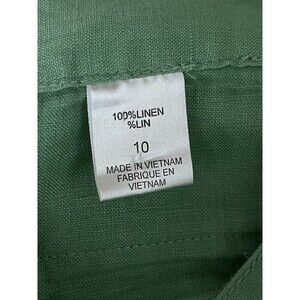 100%LINEN
%LIN
10
MADE IN VIETNAM
FABRIQUE EN
VIETNAM